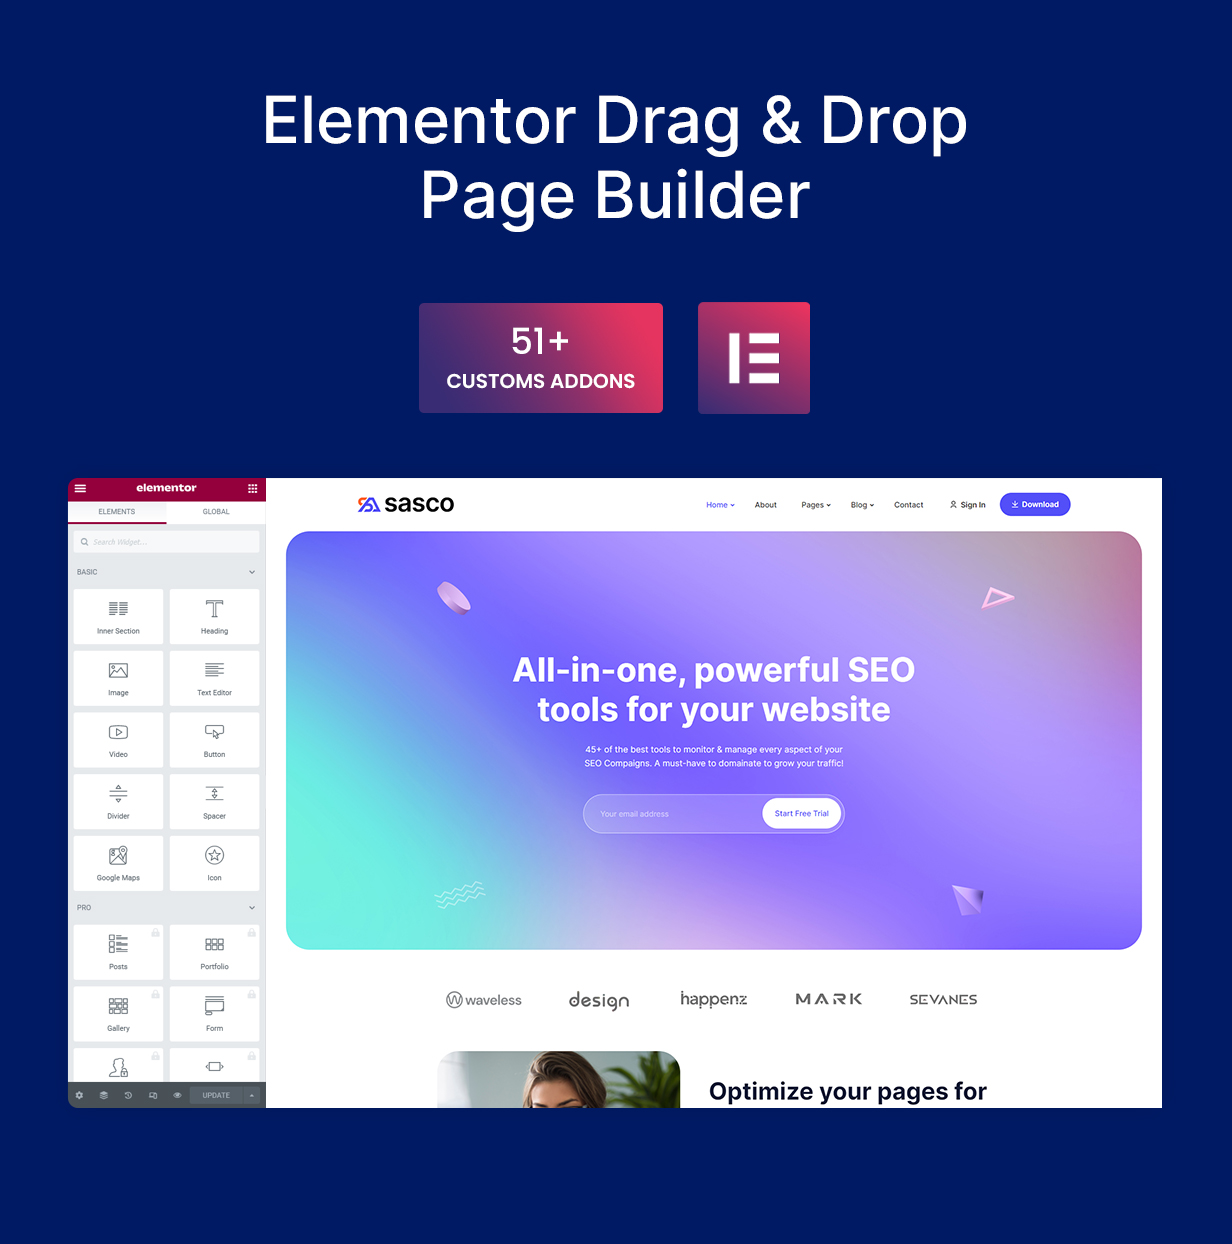 Elementor Drag & Drop
Page Builder
51+
CUSTOMS ADDONS
elementor
ELEMENTS GLOBAL
Search Widget...
BASIC
Inner Section Heading
Image Text Editor
Video Button
Divider Spacer
Google Maps Icon
PRO
Posts Portfolio
Gallery Form
UPDATE
sasco
Home About Pages Blog Contact Sign In Download
All-in-one, powerful SEO
tools for your website
45+ of the best tools to monitor & manage every aspect of your
SEO Compaigns. A must-have to domainate to grow your traffic!
Your email address Start Free Trial
waveless design happenz MARK SEVANES
Optimize your pages for